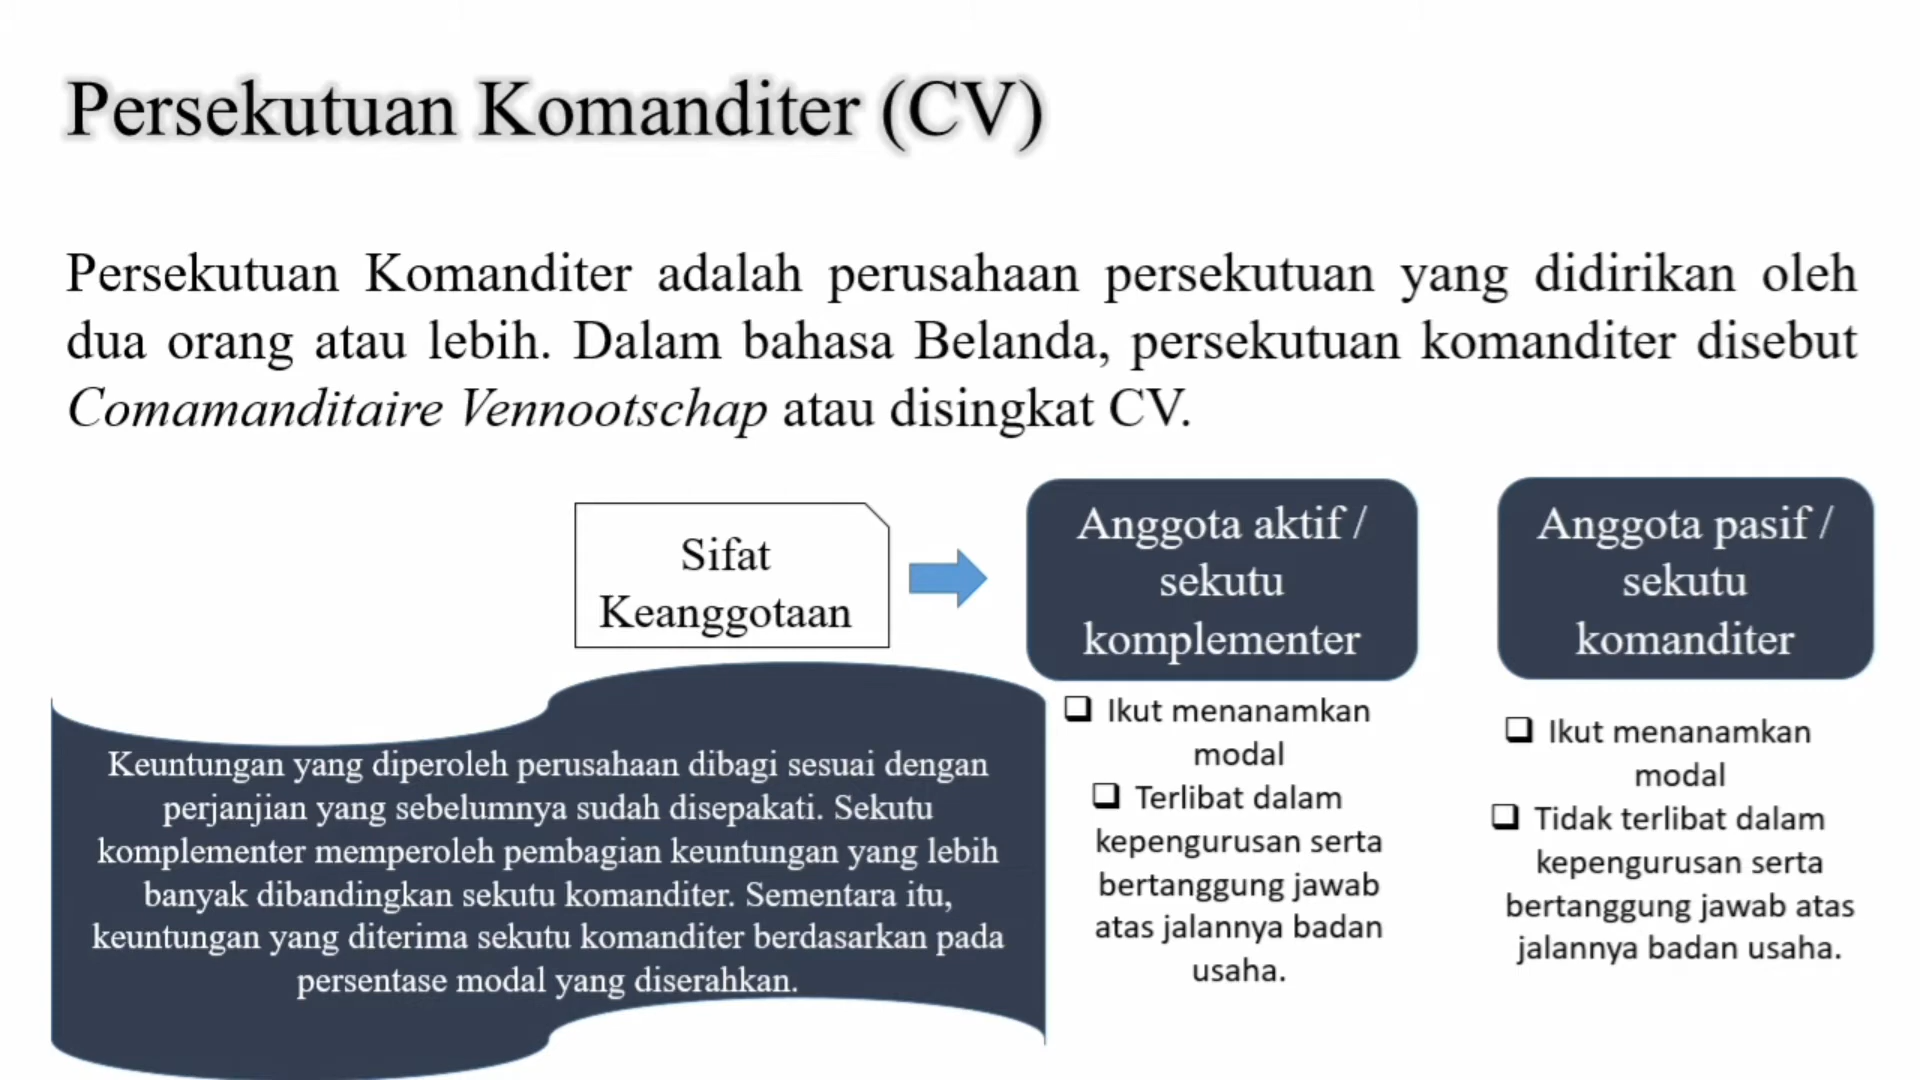 Persekutuan Komanditer (CV)
Persekutuan Komanditer adalah perusahaan persekutuan yang didirikan oleh
dua orang atau lebih. Dalam bahasa Belanda, persekutuan komanditer disebut
Comamanditaire Vennootschap atau disingkat CV.
Sifat
Keanggotaan
Anggota aktif /
sekutu
komplementer
❑ Ikut menanamkan
modal
❑ Terlibat dalam
kepengurusan serta
bertanggung jawab
atas jalannya badan
usaha.
Anggota pasif /
sekutu
komanditer
❑ Ikut menanamkan
modal
❑ Tidak terlibat dalam
kepengurusan serta
bertanggung jawab atas
jalannya badan usaha.
Keuntungan yang diperoleh perusahaan dibagi sesuai dengan
perjanjian yang sebelumnya sudah disepakati. Sekutu
komplementer memperoleh pembagian keuntungan yang lebih
banyak dibandingkan sekutu komanditer. Sementara itu,
keuntungan yang diterima sekutu komanditer berdasarkan pada
persentase modal yang diserahkan.